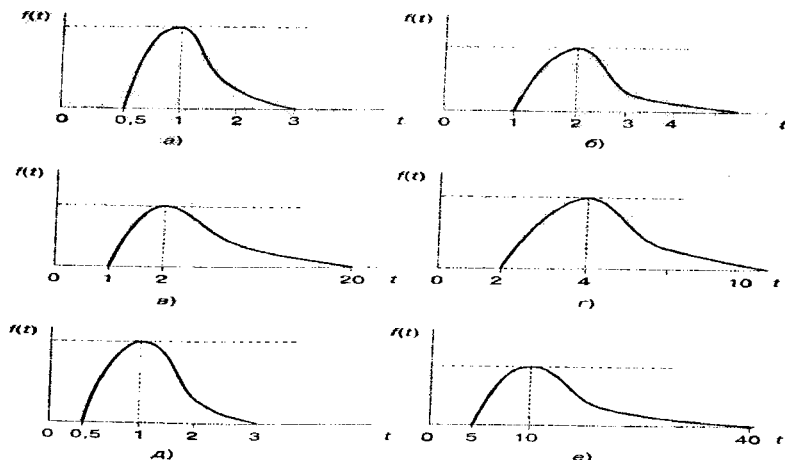 f(t) f(t)
0 0,5 1 2 3 t 0 1 2 3 4 t
а) б)
f(t) f(t)
0 1 2 20 t 0 2 4 10 t
в) г)
f(t) f(t)
0 0,5 1 2 3 t 0 5 10 40 t
д) е)